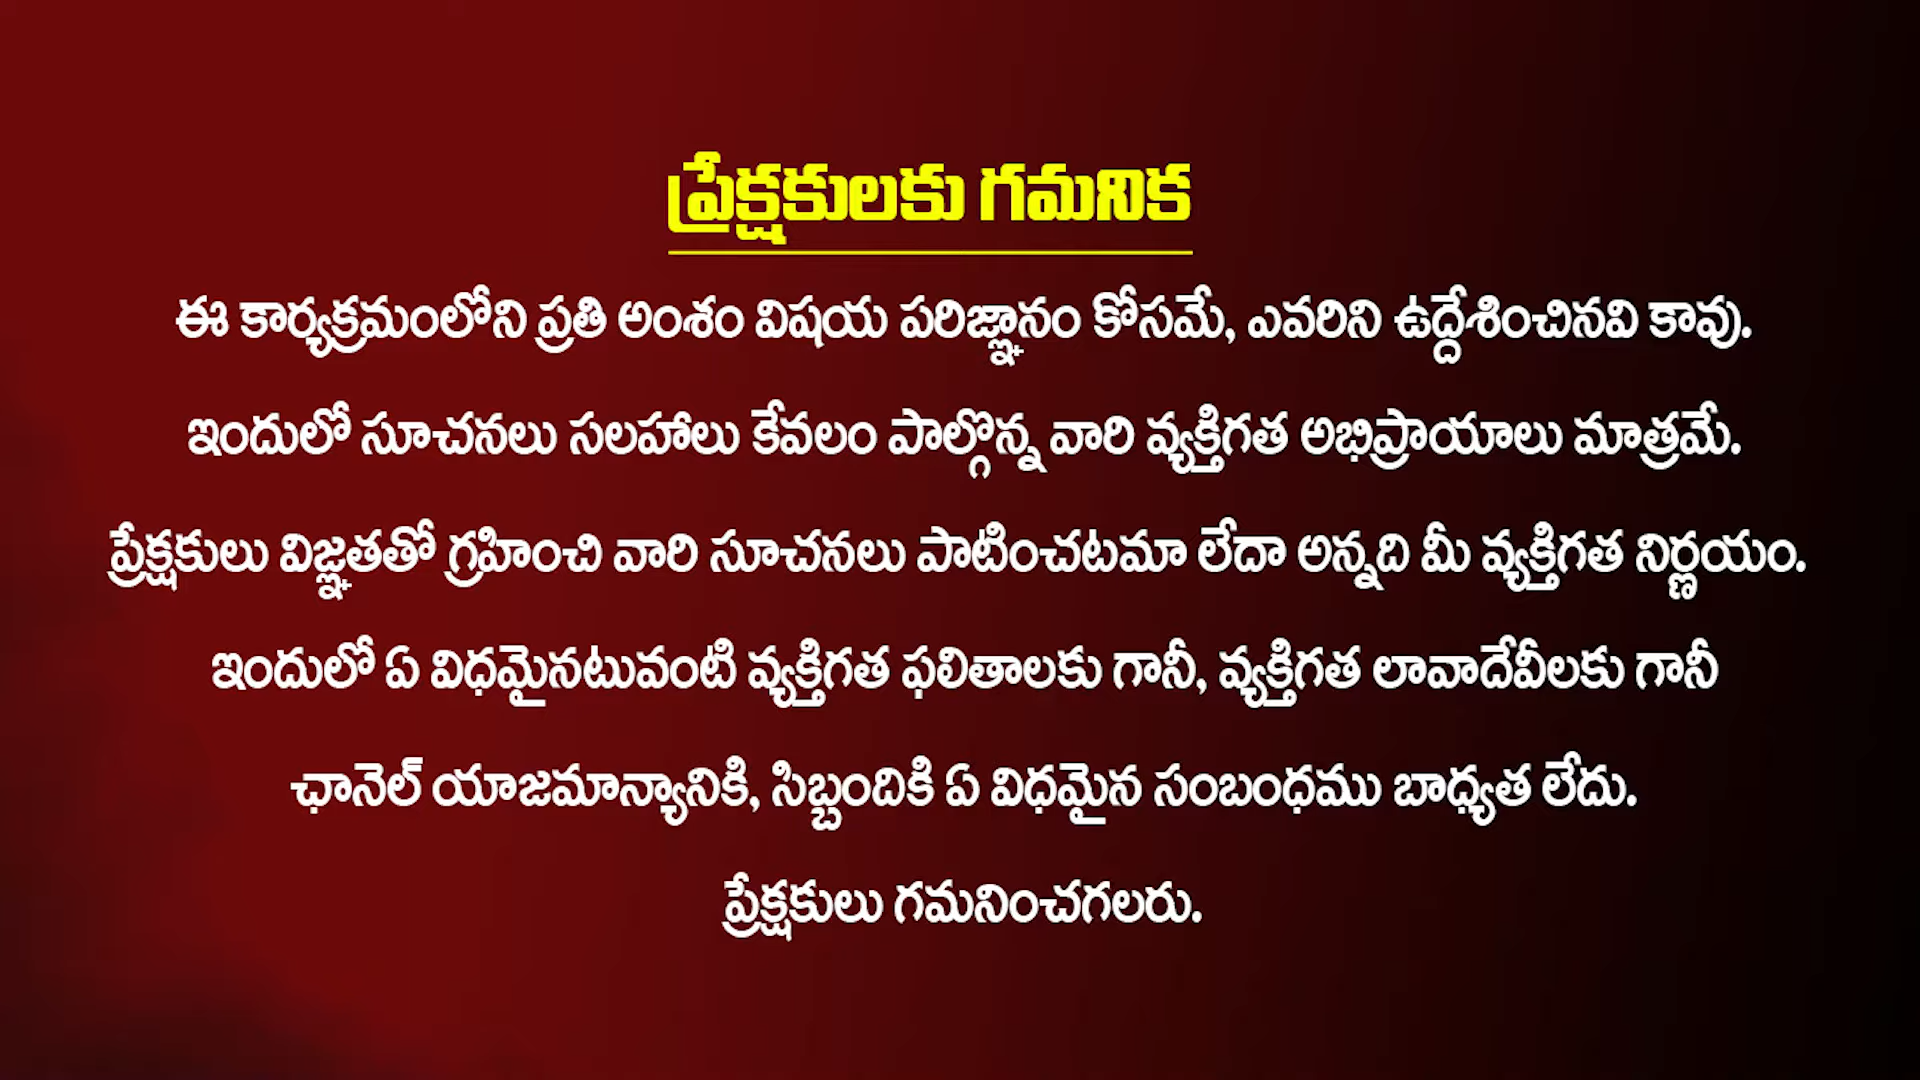 ప్రేక్షకులకు గమనిక
ఈ కార్యక్రమంలోని ప్రతి అంశం విషయ పరిజ్ఞానం కోసమే, ఎవరిని ఉద్దేశించినవి కావు.
ఇందులో సూచనలు సలహాలు కేవలం పాల్గొన్న వారి వ్యక్తిగత అభిప్రాయాలు మాత్రమే.
ప్రేక్షకులు విజ్ఞతతో గ్రహించి వారి సూచనలు పాటించటమా లేదా అన్నది మీ వ్యక్తిగత నిర్ణయం.
ఇందులో ఏ విధమైనటువంటి వ్యక్తిగత ఫలితాలకు గానీ, వ్యక్తిగత లావాదేవీలకు గానీ
ఛానెల్ యాజమాన్యానికి, సిబ్బందికి ఏ విధమైన సంబంధము బాధ్యత లేదు.
ప్రేక్షకులు గమనించగలరు.